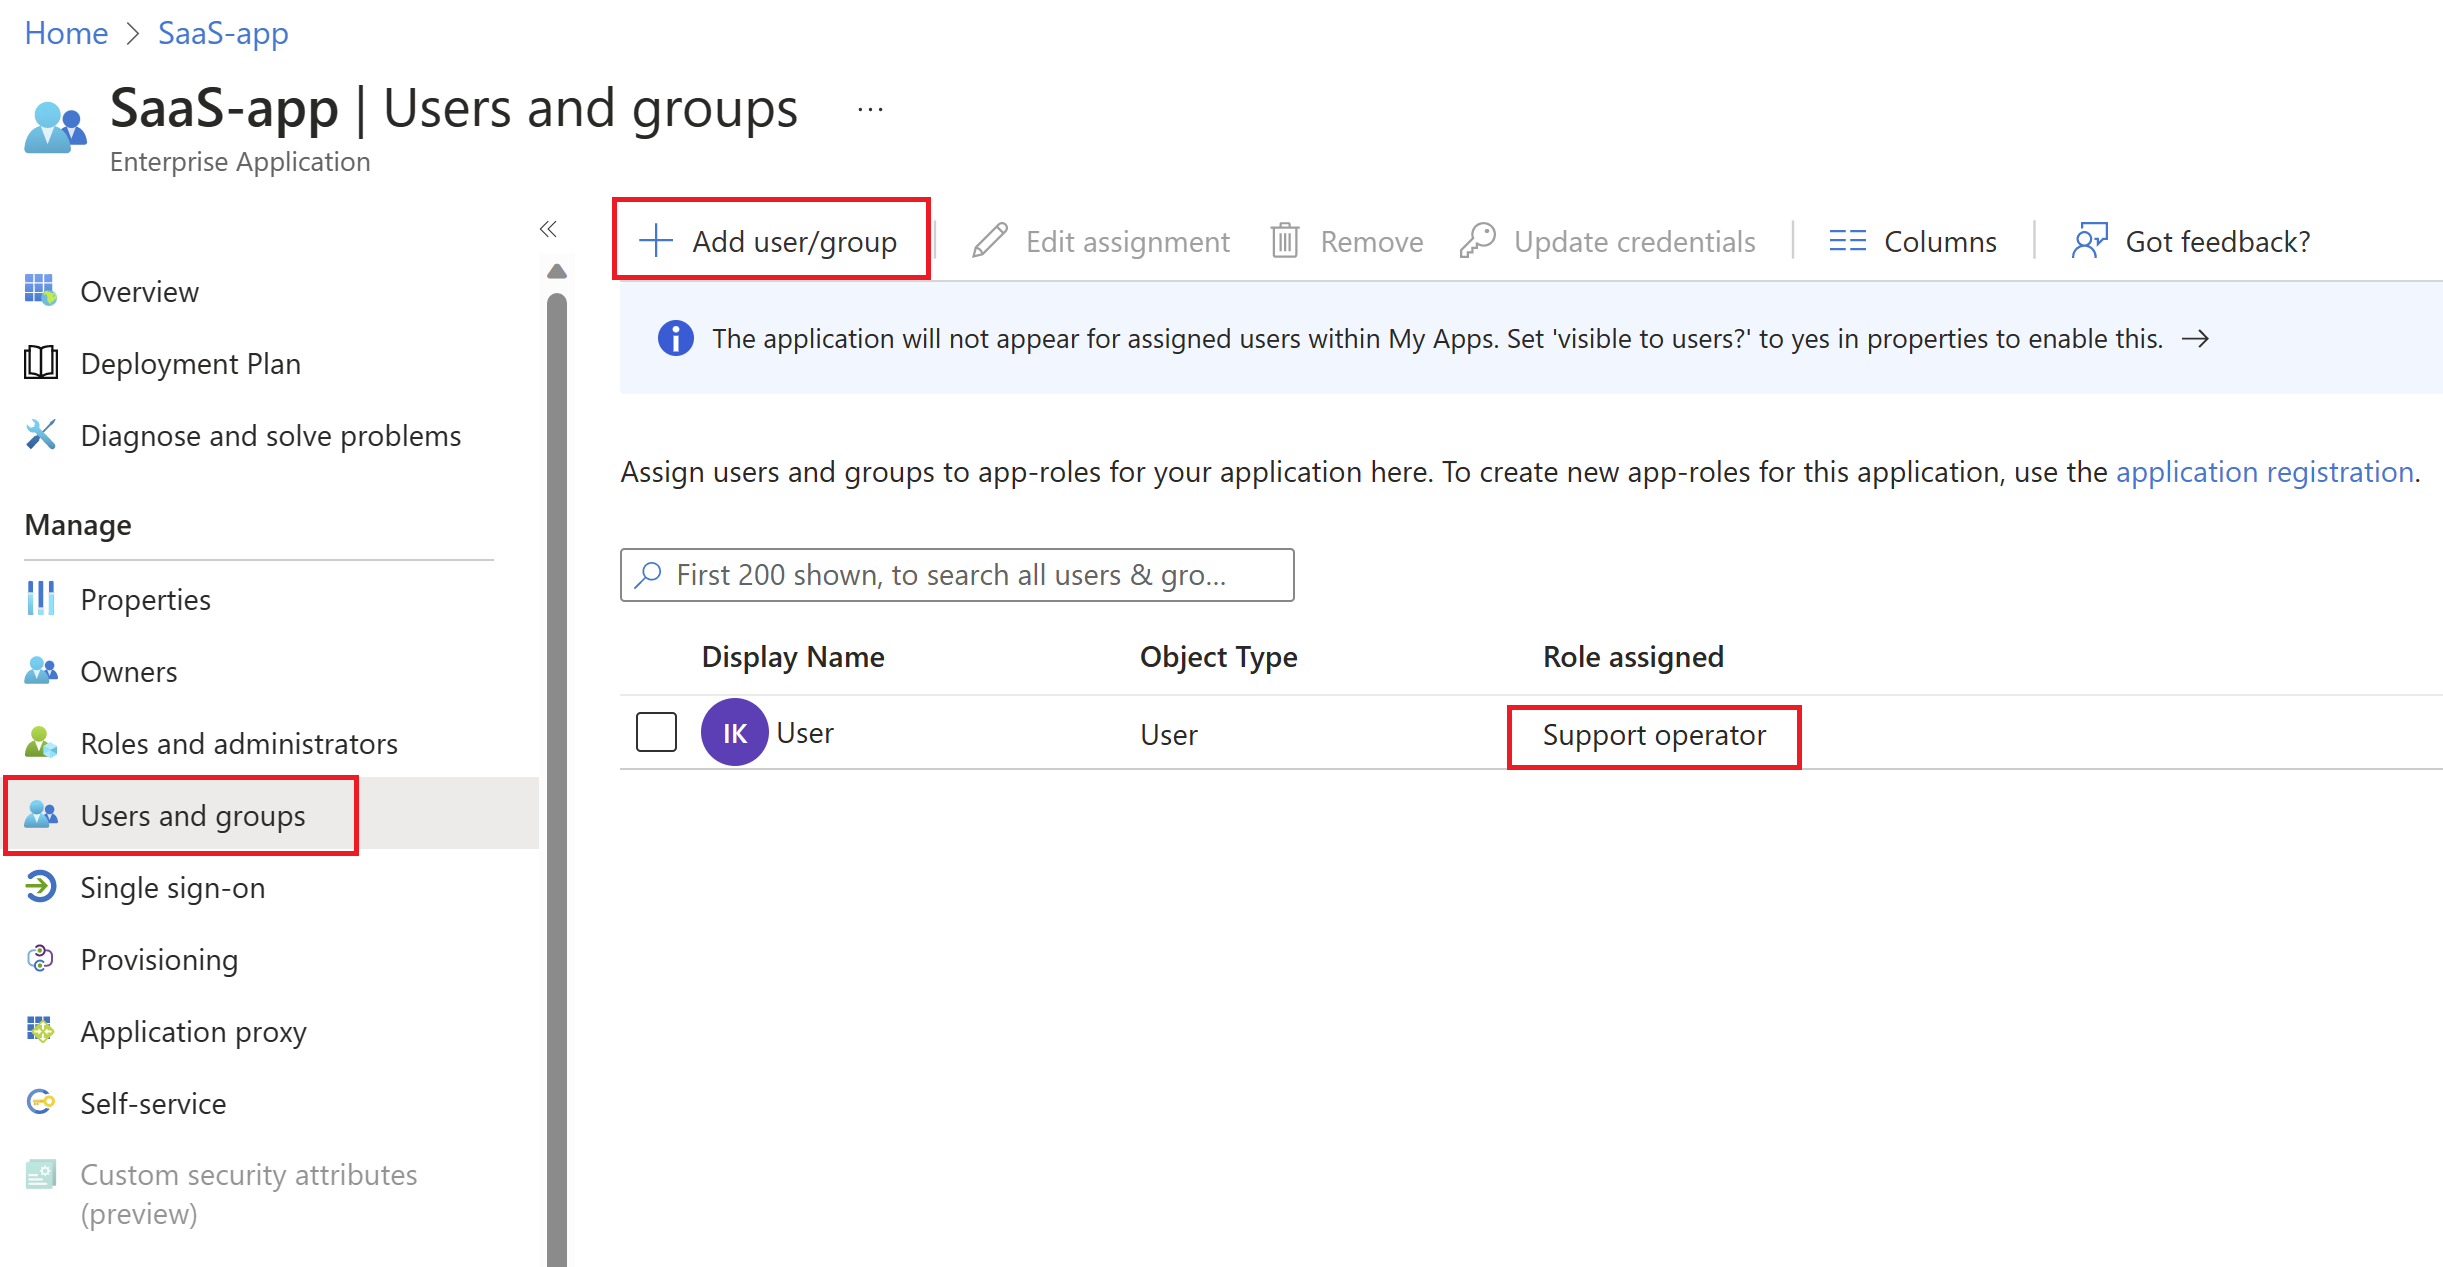 Home > SaaS-app
SaaS-app | Users and groups ...
Enterprise Application
Overview
Deployment Plan
Diagnose and solve problems
Manage
Properties
Owners
Roles and administrators
Users and groups
Single sign-on
Provisioning
Application proxy
Self-service
Custom security attributes
(preview)
Add user/group Edit assignment Remove Update credentials Columns Got feedback?
The application will not appear for assigned users within My Apps. Set 'visible to users?' to yes in properties to enable this. →
Assign users and groups to app-roles for your application here. To create new app-roles for this application, use the application registration.
First 200 shown, to search all users & gro...
Display Name Object Type Role assigned
IK User User Support operator